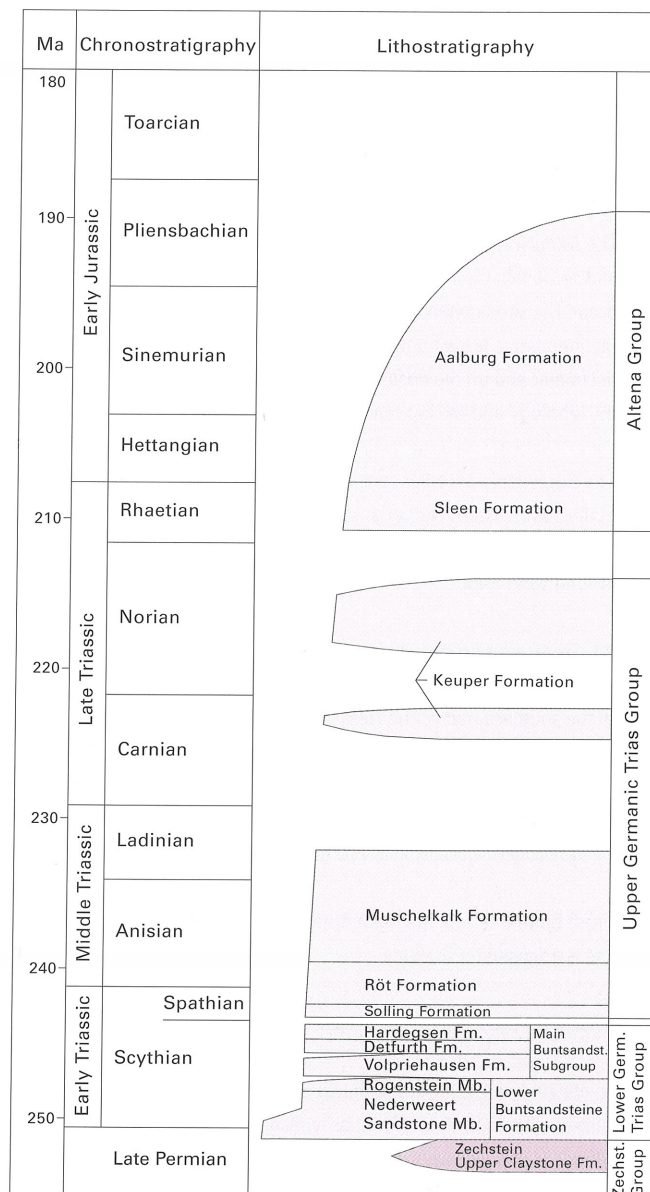 Ma Chronostratigraphy Lithostratigraphy
180
190
200
210
220
230
240
250
Early Jurassic
Late Triassic
Middle Triassic
Early Triassic
Toarcian
Pliensbachian
Sinemurian
Hettangian
Rhaetian
Norian
Carnian
Ladinian
Anisian
Spathian
Scythian
Late Permian
Aalburg Formation
Sleen Formation
Keuper Formation
Muschelkalk Formation
Röt Formation
Solling Formation
Hardegsen Fm.
Detfurth Fm.
Volpriehausen Fm.
Main
Buntsandst.
Subgroup
Rogenstein Mb.
Nederweert
Sandstone Mb.
Lower
Buntsandsteine
Formation
Zechstein
Upper Claystone Fm.
Altena Group
Upper Germanic Trias Group
Lower Germ.
Trias Group
Zechst.
Group